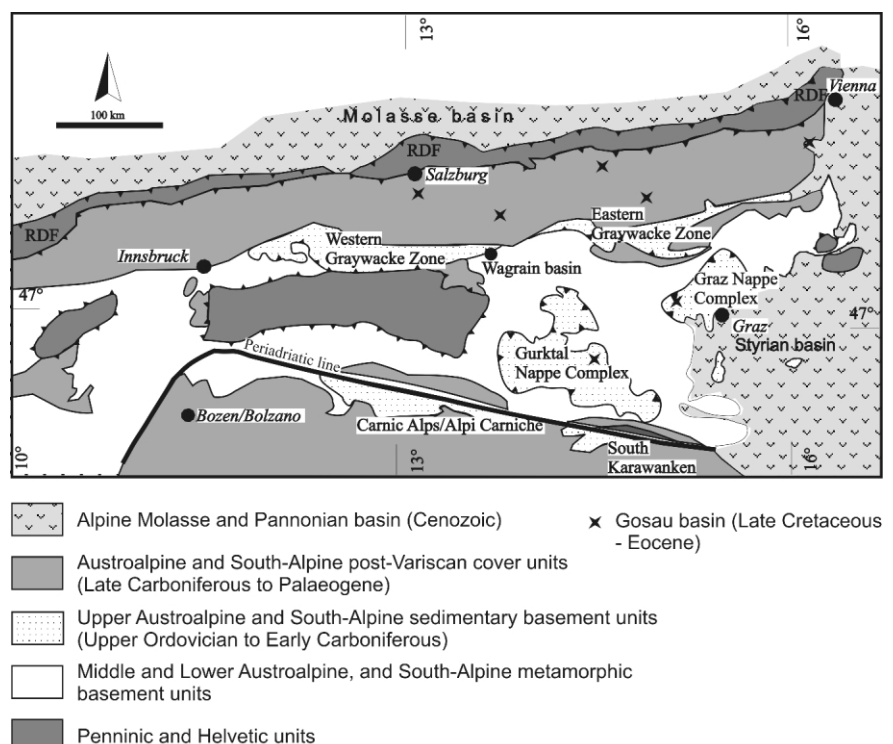 13°
16°
Vienna
RDF
100 km
Molasse basin
RDF
Salzburg
RDF
Eastern
Graywacke Zone
Western
Graywacke Zone
Innsbruck
Wagrain basin
Graz Nappe
Complex
47°
47°
Graz
Styrian basin
Periadriatic line
Gurktal
Nappe Complex
Bozen/Bolzano
Carnic Alps/Alpi Carniche
South
Karawanken
10°
13°
16°
Alpine Molasse and Pannonian basin (Cenozoic)
Gosau basin (Late Cretaceous
- Eocene)
Austroalpine and South-Alpine post-Variscan cover units
(Late Carboniferous to Palaeogene)
Upper Austroalpine and South-Alpine sedimentary basement units
(Upper Ordovician to Early Carboniferous)
Middle and Lower Austroalpine, and South-Alpine metamorphic
basement units
Penninic and Helvetic units